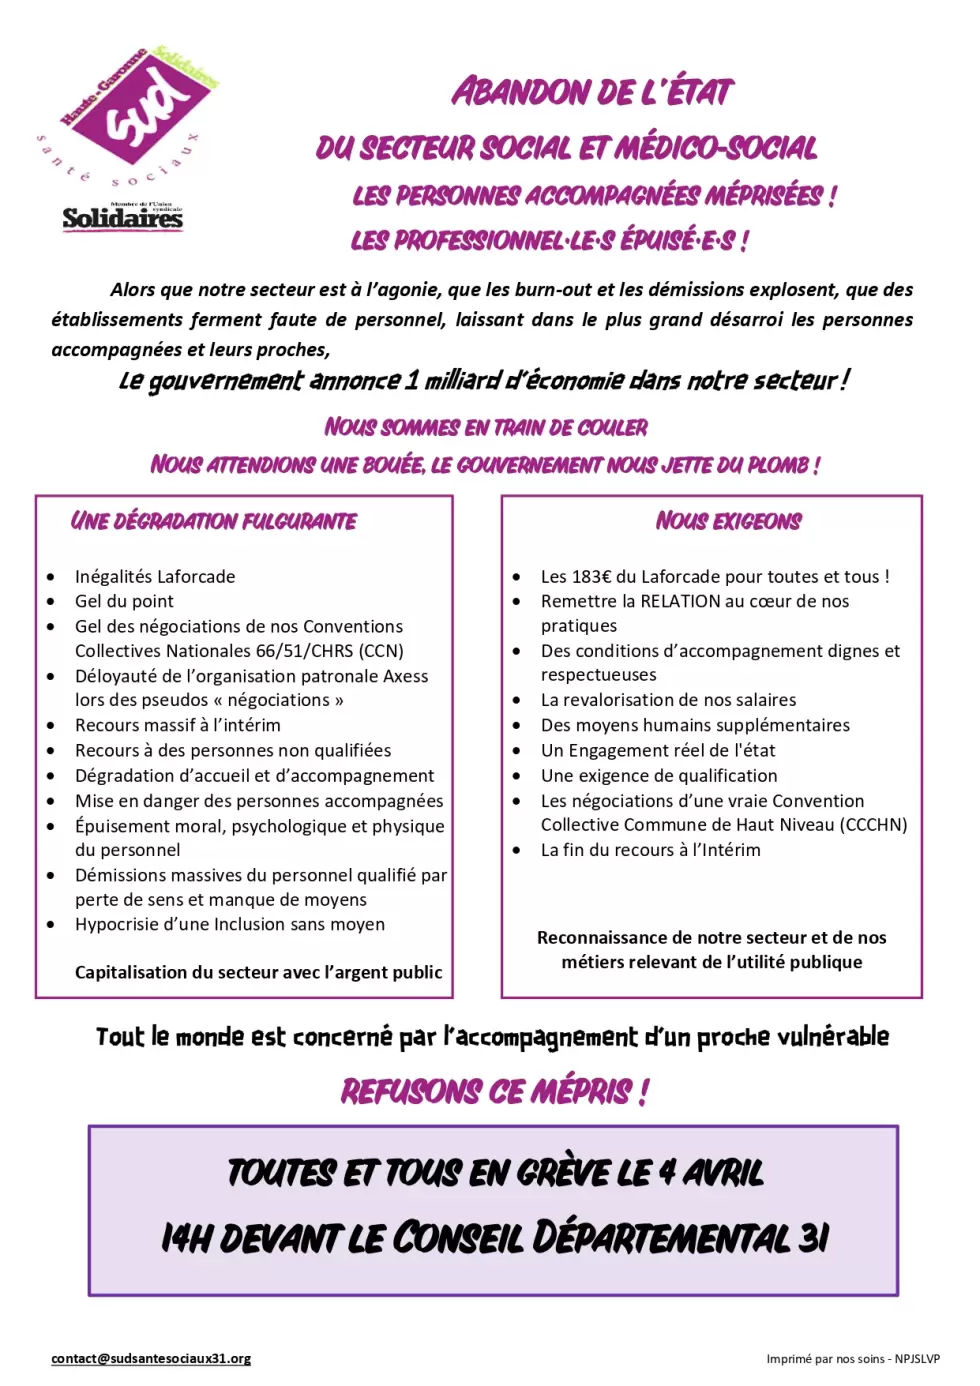 Haute-Garonne
Solidaires
Sud
santé sociaux
Membre de l'Union
syndicale
Solidaires
ABANDON DE L'ÉTAT
DU SECTEUR SOCIAL ET MÉDICO-SOCIAL
LES PERSONNES ACCOMPAGNÉES MÉPRISÉES !
LES PROFESSIONNEL·LE·S ÉPUISÉ·E·S !
Alors que notre secteur est à l'agonie, que les burn-out et les démissions explosent, que des
établissements ferment faute de personnel, laissant dans le plus grand désarroi les personnes
accompagnées et leurs proches,
Le gouvernement annonce 1 milliard d'économie dans notre secteur !
NOUS SOMMES EN TRAIN DE COULER
NOUS ATTENDIONS UNE BOUÉE, LE GOUVERNEMENT NOUS JETTE DU PLOMB !
UNE DÉGRADATION FULGURANTE
• Inégalités Laforcade
• Gel du point
• Gel des négociations de nos Conventions
Collectives Nationales 66/51/CHRS (CCN)
• Déloyauté de l'organisation patronale Axess
lors des pseudos « négociations »
• Recours massif à l'intérim
• Recours à des personnes non qualifiées
• Dégradation d'accueil et d'accompagnement
• Mise en danger des personnes accompagnées
• Épuisement moral, psychologique et physique
du personnel
• Démissions massives du personnel qualifié par
perte de sens et manque de moyens
• Hypocrisie d'une Inclusion sans moyen
Capitalisation du secteur avec l'argent public
NOUS EXIGEONS
• Les 183€ du Laforcade pour toutes et tous !
• Remettre la RELATION au cœur de nos
pratiques
• Des conditions d'accompagnement dignes et
respectueuses
• La revalorisation de nos salaires
• Des moyens humains supplémentaires
• Un Engagement réel de l'état
• Une exigence de qualification
• Les négociations d'une vraie Convention
Collective Commune de Haut Niveau (CCCHN)
• La fin du recours à l'Intérim
Reconnaissance de notre secteur et de nos
métiers relevant de l'utilité publique
Tout le monde est concerné par l'accompagnement d'un proche vulnérable
REFUSONS CE MÉPRIS !
TOUTES ET TOUS EN GRÈVE LE 4 AVRIL
14H DEVANT LE CONSEIL DÉPARTEMENTAL 31
contact@sudsantesociaux31.org
Imprimé par nos soins - NPJSLVP